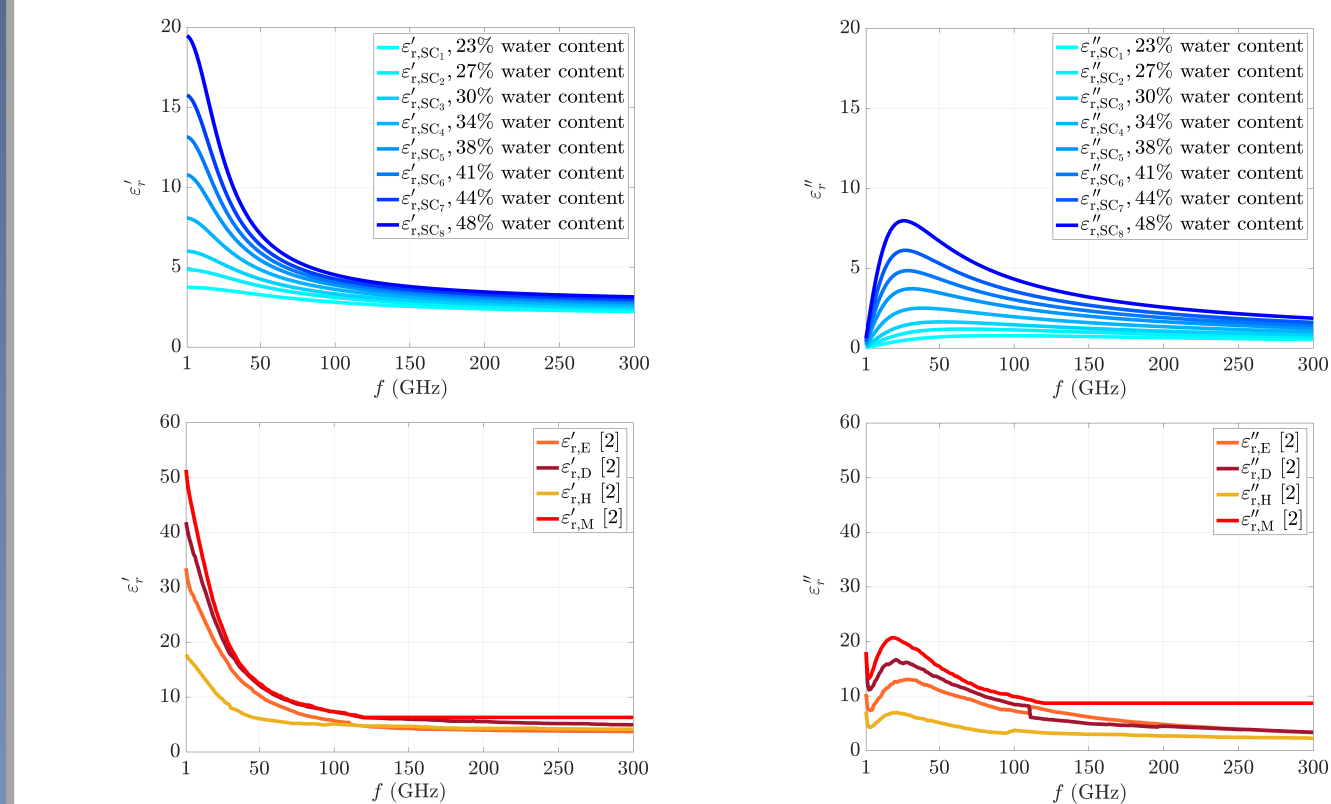 20
15
10
5
0
ε′r
1 50 100 150 200 250 300
f (GHz)
ε′r,SC1, 23% water content
ε′r,SC2, 27% water content
ε′r,SC3, 30% water content
ε′r,SC4, 34% water content
ε′r,SC5, 38% water content
ε′r,SC6, 41% water content
ε′r,SC7, 44% water content
ε′r,SC8, 48% water content
20
15
10
5
0
ε″r
1 50 100 150 200 250 300
f (GHz)
ε″r,SC1, 23% water content
ε″r,SC2, 27% water content
ε″r,SC3, 30% water content
ε″r,SC4, 34% water content
ε″r,SC5, 38% water content
ε″r,SC6, 41% water content
ε″r,SC7, 44% water content
ε″r,SC8, 48% water content
60
50
40
30
20
10
0
ε′r
1 50 100 150 200 250 300
f (GHz)
ε′r,E [2]
ε′r,D [2]
ε′r,H [2]
ε′r,M [2]
60
50
40
30
20
10
0
ε″r
1 50 100 150 200 250 300
f (GHz)
ε″r,E [2]
ε″r,D [2]
ε″r,H [2]
ε″r,M [2]